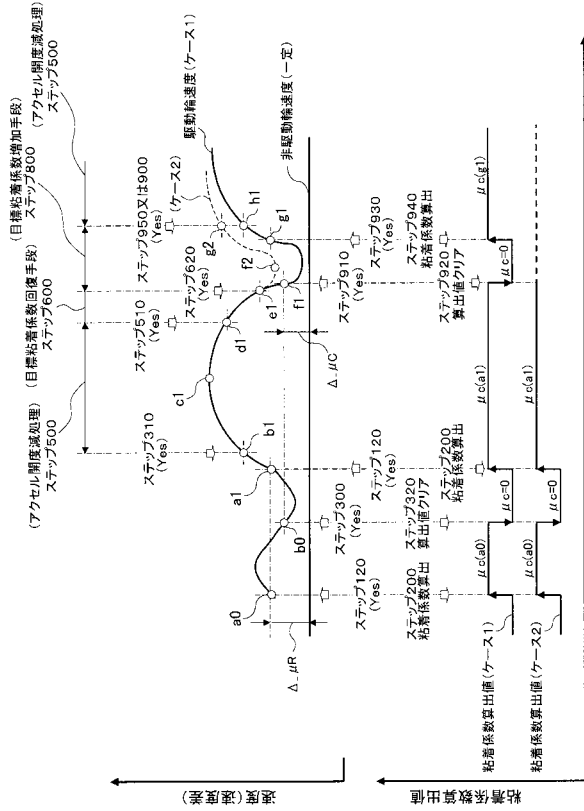 (アクセル開度減処理)
ステップ500
(目標粘着係数回復手段)
ステップ600
(目標粘着係数増加手段)
ステップ800
(アクセル開度減処理)
ステップ500
ステップ310
(Yes)
ステップ510
(Yes)
ステップ620
(Yes)
ステップ950又は900
(Yes)
駆動輪速度(ケース1)
(ケース2)
非駆動輪速度(一定)
a0
b0
a1
b1
c1
d1
e1
f1
f2
g1
g2
h1
Δ_μR
Δ_μC
速度(速度差)
ステップ120
(Yes)
ステップ300
(Yes)
ステップ120
(Yes)
ステップ910
(Yes)
ステップ930
(Yes)
ステップ200
粘着係数算出
ステップ320
算出値クリア
ステップ200
粘着係数算出
ステップ920
算出値クリア
ステップ940
粘着係数算出
μc(a0)
μc=0
μc(a1)
μc=0
μc(g1)
μc(a0)
μc=0
μc(a1)
粘着係数算出値(ケース1)
粘着係数算出値(ケース2)
粘着係数算出値